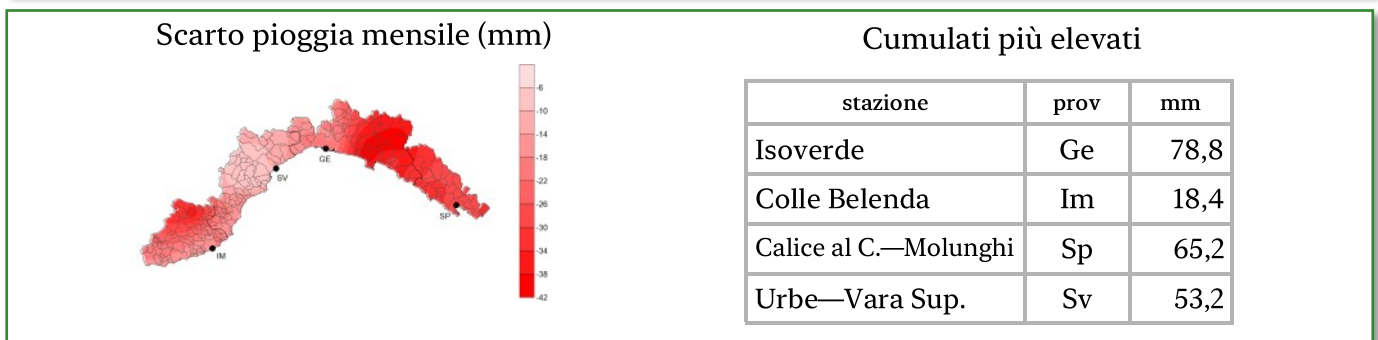 Scarto pioggia mensile (mm)
-6
-10
-14
-18
-22
-26
-30
-34
-38
-42
GE
SV
SP
IM
Cumulati più elevati
stazione prov mm
Isoverde Ge 78,8
Colle Belenda Im 18,4
Calice al C.—Molunghi Sp 65,2
Urbe—Vara Sup. Sv 53,2